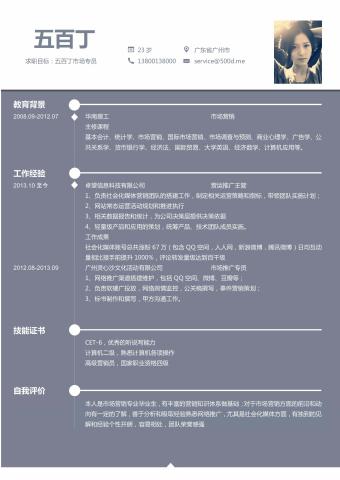 五百丁
求职目标：五百丁市场专员
23 岁
广东省广州市
13800138000
service@500d.me
教育背景
2008.09-2012.07 华南理工 市场营销
主修课程
基本会计、统计学、市场营销、国际市场营销、市场调查与预测、商业心理学、广告学、公
共关系学、货币银行学、经济法、国际贸易、大学英语、经济数学、计算机应用等。
工作经验
2013.10 至今 卓望信息科技有限公司 营运推广主管
1、负责社会化媒体营销团队的搭建工作，制定相关运营策略和指标，带领团队实施计划；
2、网站常态运营活动规划和推进执行
3、相关数据报告和统计，为公司决策层提供决策依据
4、轻量级产品和应用的策划，统筹产品、技术团队成员实施。
工作成果
社会化媒体账号总共涨粉 67 万（包含 QQ 空间，人人网，新浪微博，腾讯微博）日均互动
量相比接手前提升 1000%，评论转发量级达到百千级
2012.08-2013.09 广州灵心沙文化活动有限公司 市场推广专员
1、网络推广渠道搭建维护，包括 QQ 空间、微博、豆瓣等；
2、负责软硬广投放，网络舆情监控，公关稿撰写，事件营销策划；
3、标书制作和撰写，甲方沟通工作。
技能证书
CET-6，优秀的听说写能力
计算机二级，熟悉计算机各项操作
高级营销员，国家职业资格四级
自我评价
本人是市场营销专业毕业生，有丰富的营销知识体系做基础；对于市场营销方面的前沿和动
向有一定的了解，善于分析和吸取经验熟悉网络推广，尤其是社会化媒体方面，有独到的见
解和经验个性开朗，容易相处，团队荣誉感强